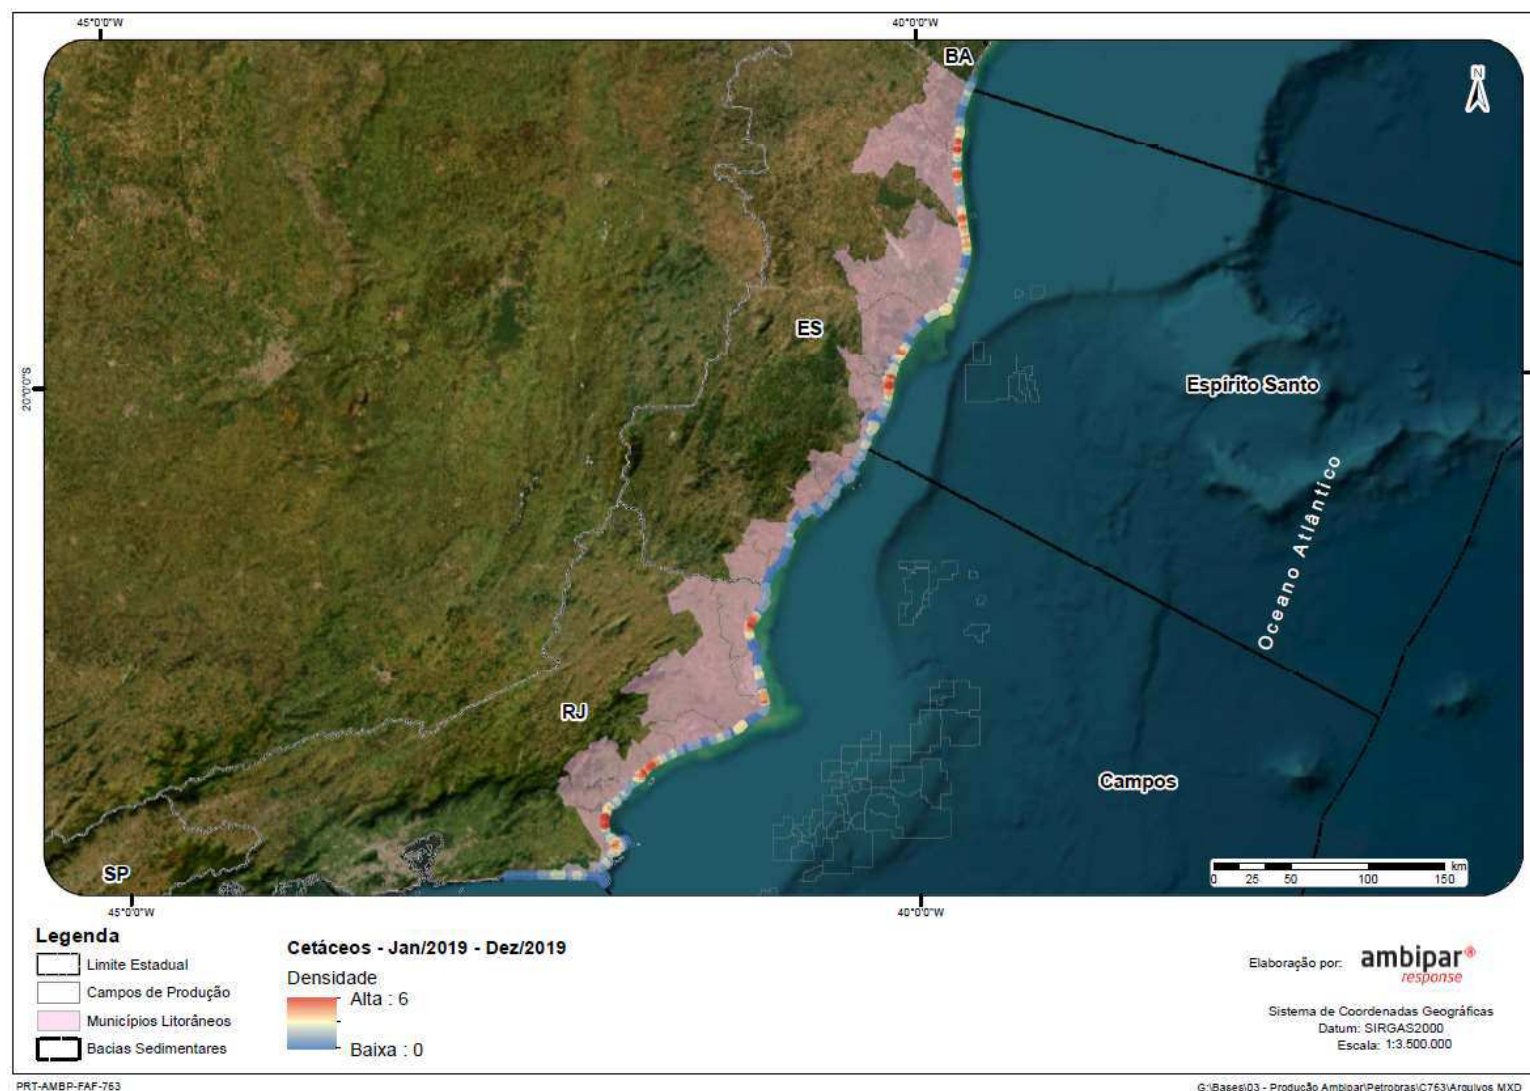 45°0'0"W
40°0'0"W
BA
N
ES
20°0'0"S
Espírito Santo
Oceano Atlântico
RJ
Campos
SP
km
0 25 50 100 150
45°0'0"W
40°0'0"W
Legenda
Limite Estadual
Campos de Produção
Municípios Litorâneos
Bacias Sedimentares
Cetáceos - Jan/2019 - Dez/2019
Densidade
Alta : 6
Baixa : 0
Elaboração por:
ambipar
response
Sistema de Coordenadas Geográficas
Datum: SIRGAS2000
Escala: 1:3.500.000
PRT-AMBP-FAF-763
G:\Bases\03 - Produção Ambipar\Petrobras\C763\Arquivos MXD